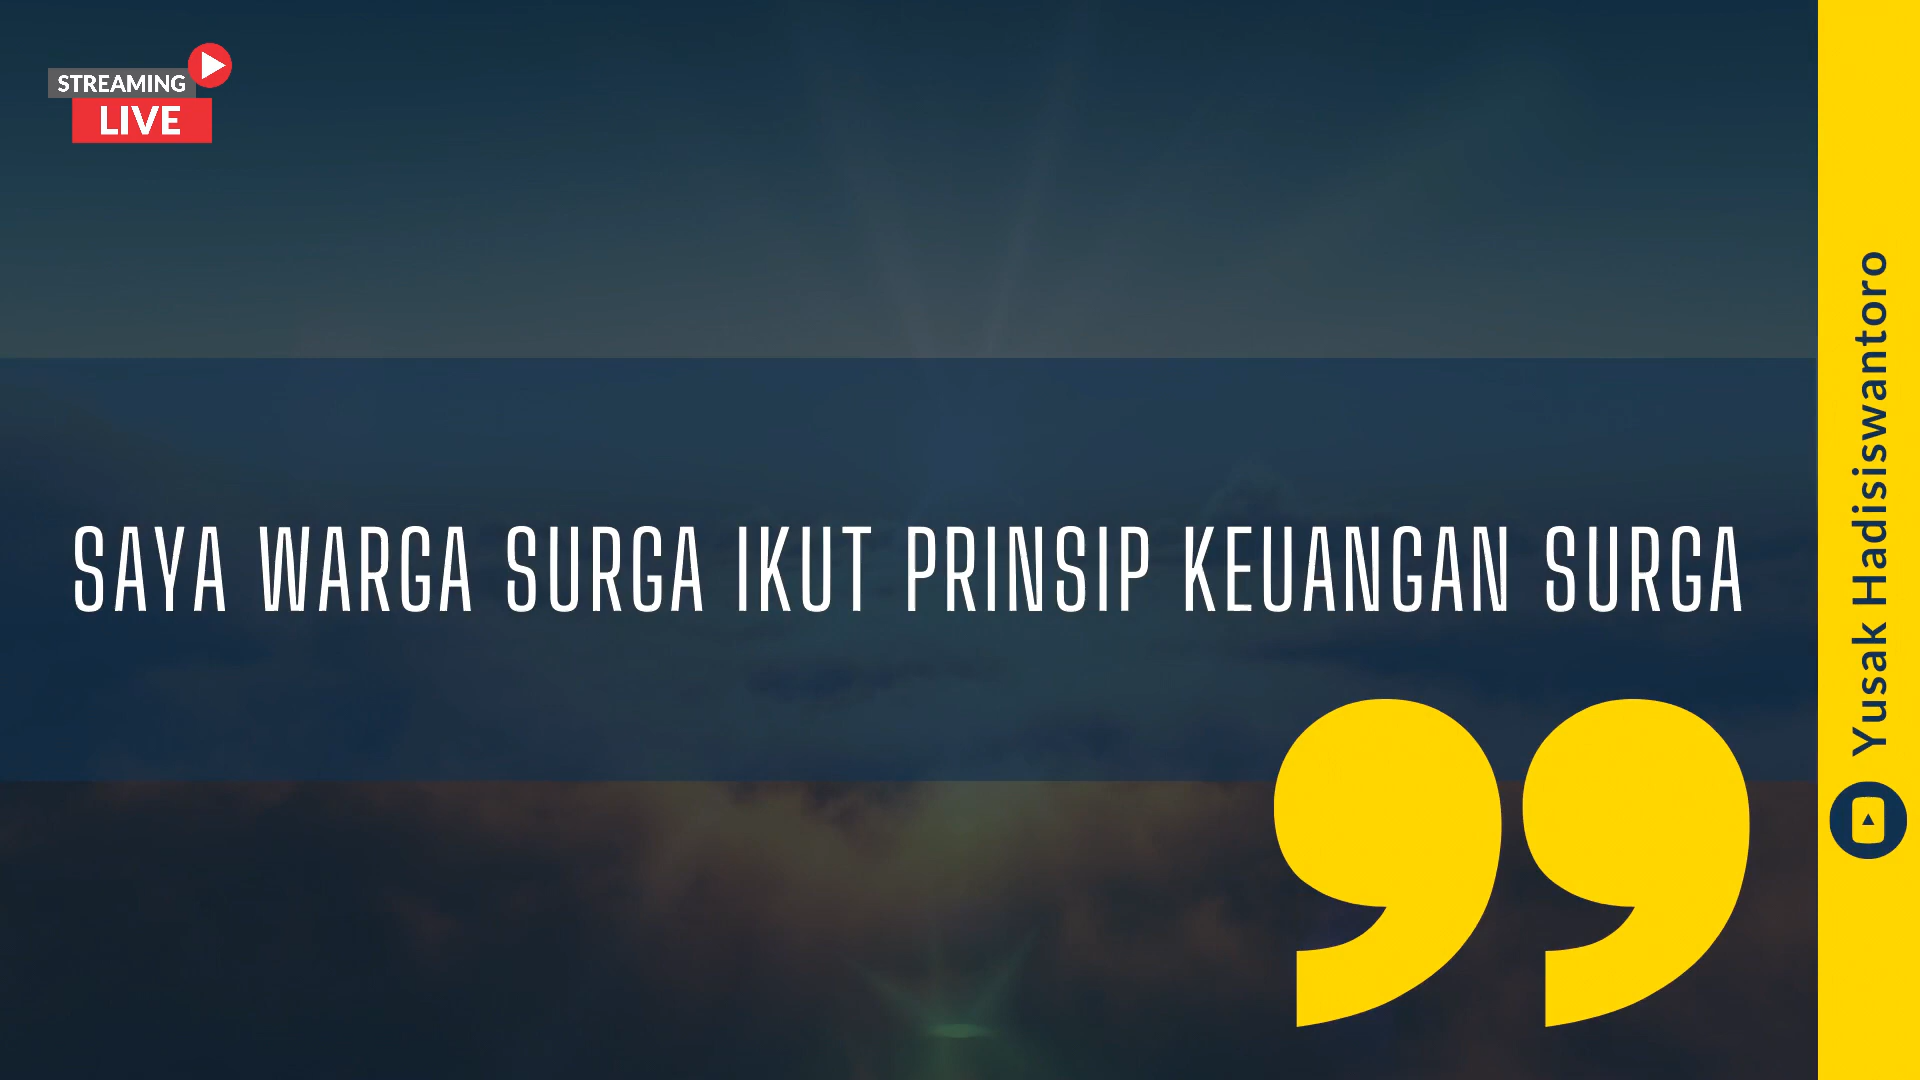 STREAMING
LIVE
SAYA WARGA SURGA IKUT PRINSIP KEUANGAN SURGA
”
Yusak Hadisiswantoro